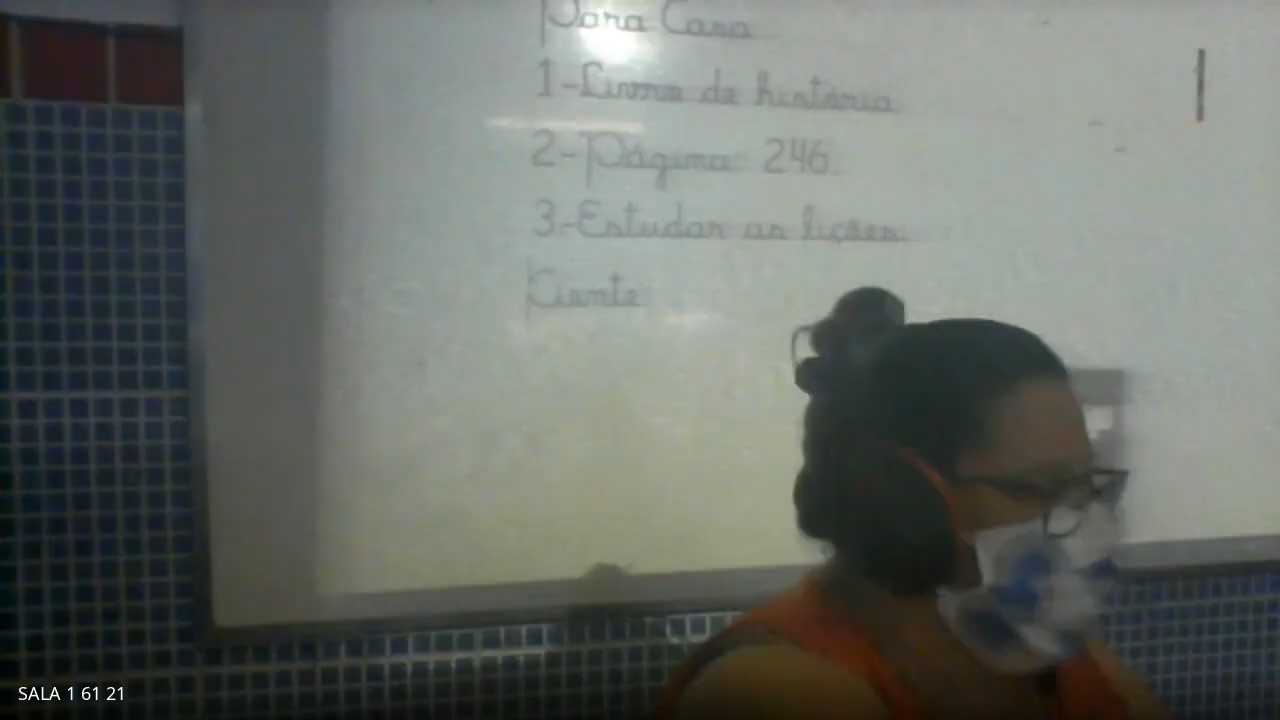 Para Casa
1-Livro de história
2-Página: 246.
3-Estudar as lições.
Ciente
SALA 1 61 21